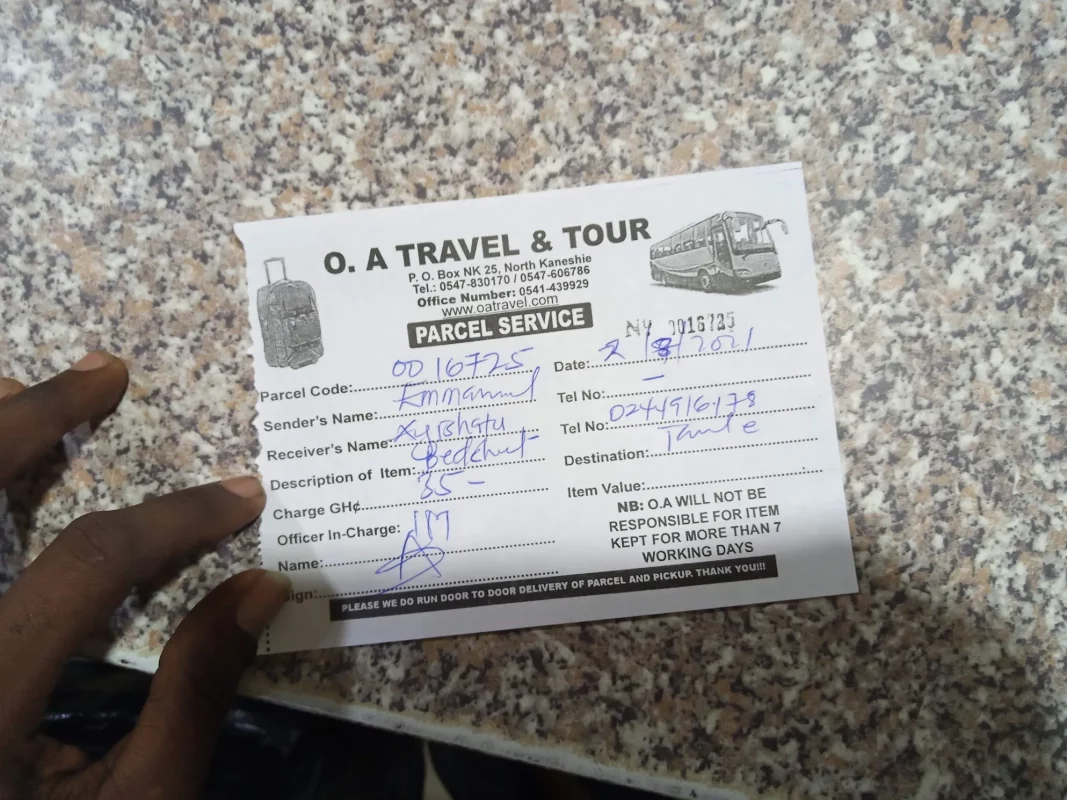 O. A TRAVEL & TOUR
P. O. Box NK 25, North Kaneshie
Tel.: 0547-830170 / 0547-606786
Office Number: 0541-439929
www.oatravel.com
PARCEL SERVICE
Nº 0016725
Parcel Code: 0016725
Date: 2/8/2021
Sender's Name: Emmanuel
Tel No: –
Receiver's Name:
Tel No: 0244916178
Description of Item:
Destination:
Charge GH¢ 35 –
Item Value:
Officer In-Charge:
Name: IM
Sign:
NB: O.A WILL NOT BE
RESPONSIBLE FOR ITEM
KEPT FOR MORE THAN 7
WORKING DAYS
PLEASE WE DO RUN DOOR TO DOOR DELIVERY OF PARCEL AND PICKUP. THANK YOU!!!